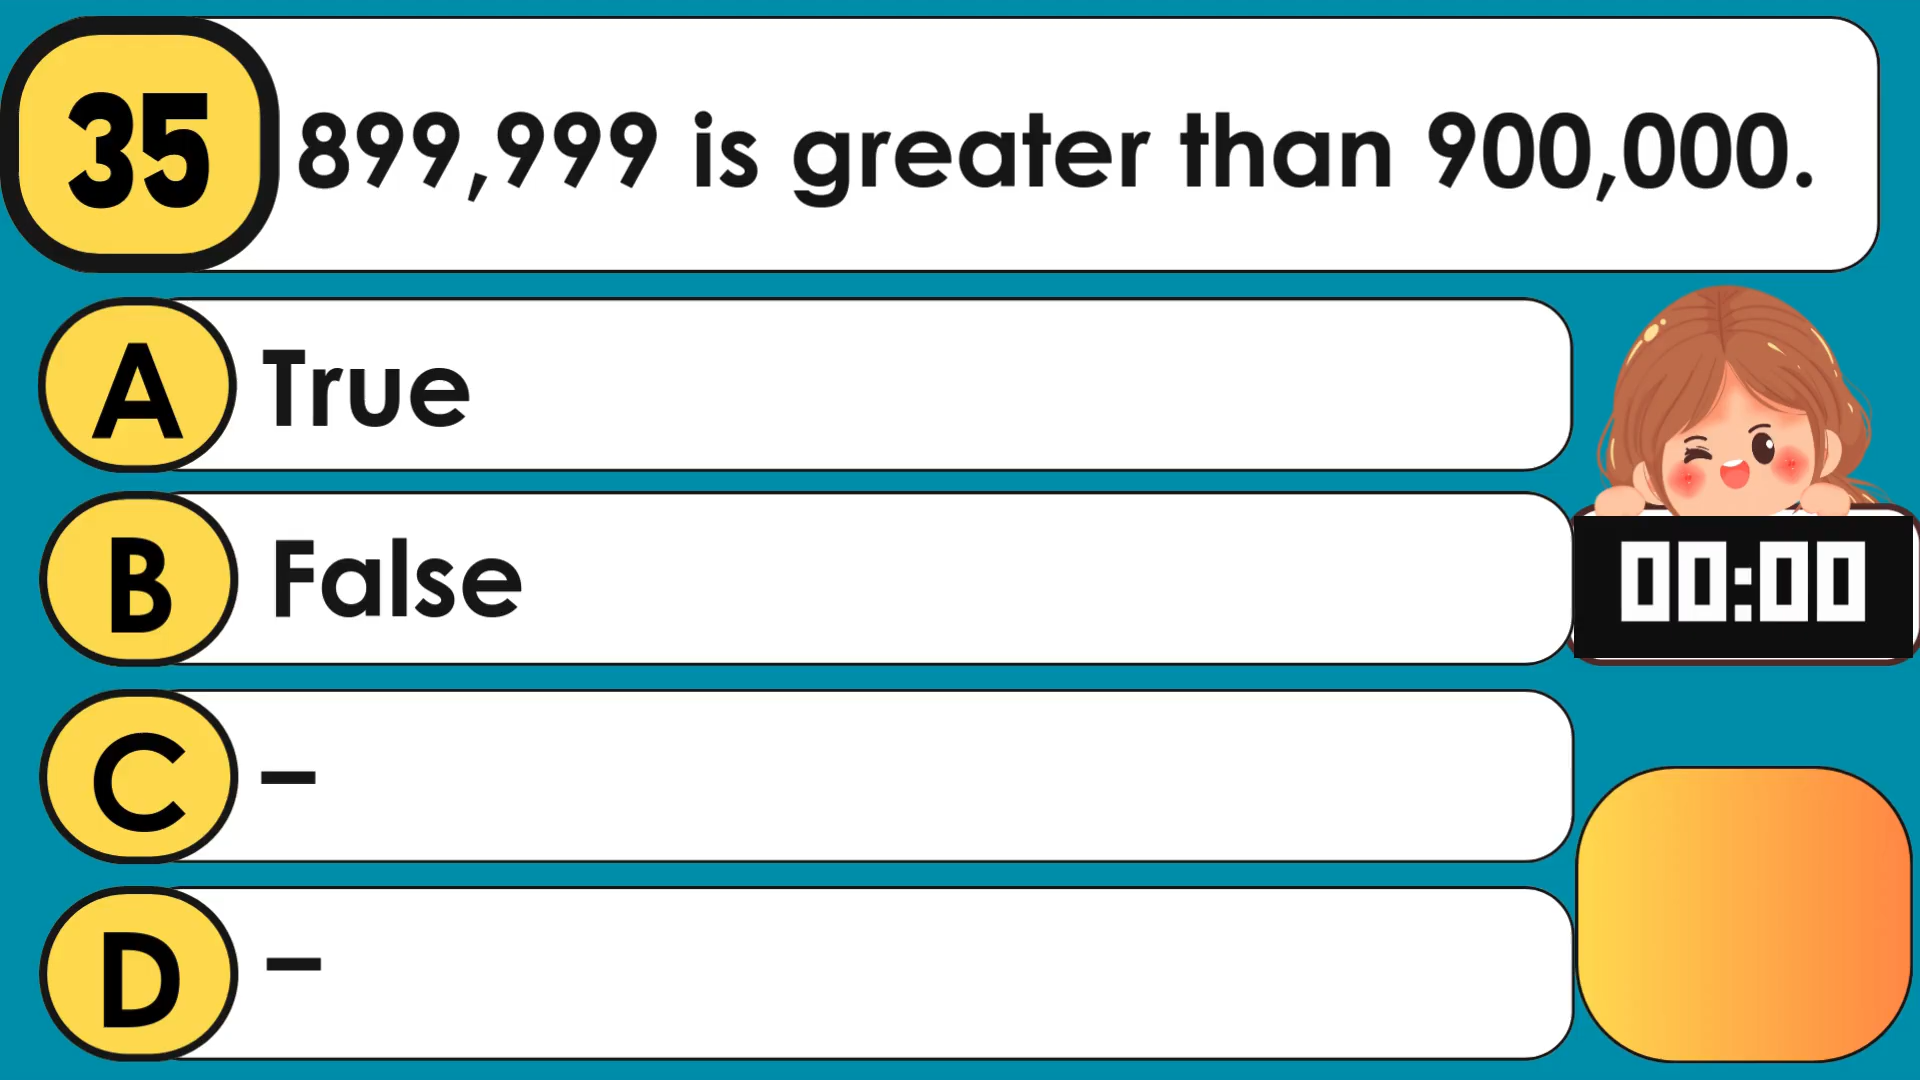 35 899,999 is greater than 900,000.
A True
B False
00:00
C –
D –